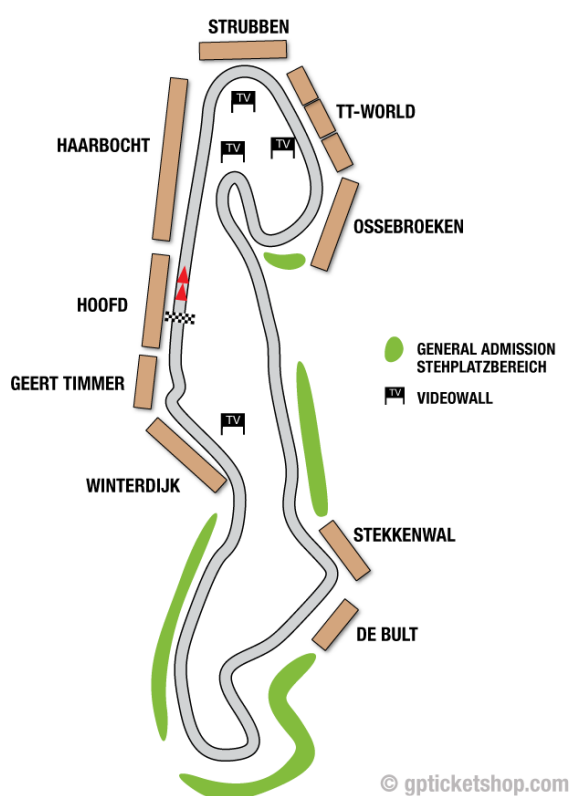 STRUBBEN
TV
TT-WORLD
HAARBOCHT
TV
TV
OSSEBROEKEN
HOOFD
GENERAL ADMISSION
STEHPLATZBEREICH
GEERT TIMMER
TV
VIDEOWALL
TV
WINTERDIJK
STEKKENWAL
DE BULT
© gpticketshop.com